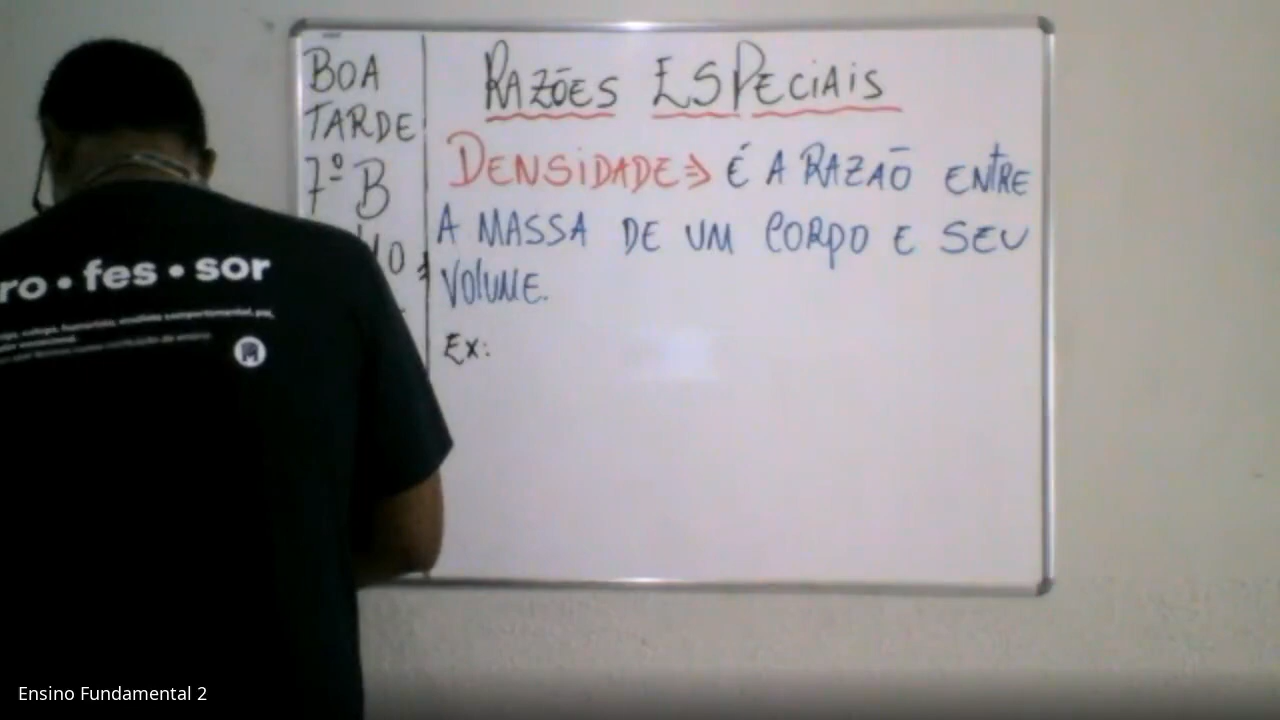 BOA
TARDE
7º B
RAZÕES ESPECIAIS
DENSIDADE => É A RAZAÕ ENTRE
A MASSA DE UM CORPO E SEU
VOLUME.
Ex:
ro • fes • sor
Ensino Fundamental 2